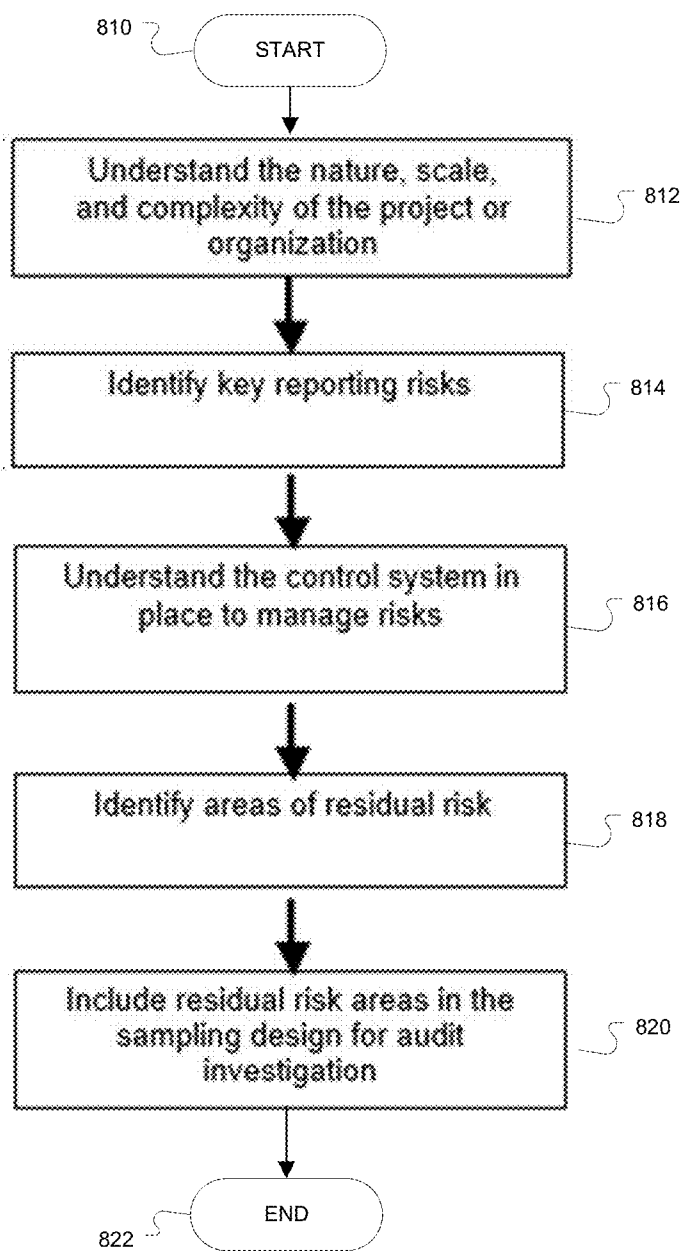 810
START
Understand the nature, scale,
and complexity of the project or
organization
812
Identify key reporting risks
814
Understand the control system in
place to manage risks
816
Identify areas of residual risk
818
Include residual risk areas in the
sampling design for audit
investigation
820
END
822